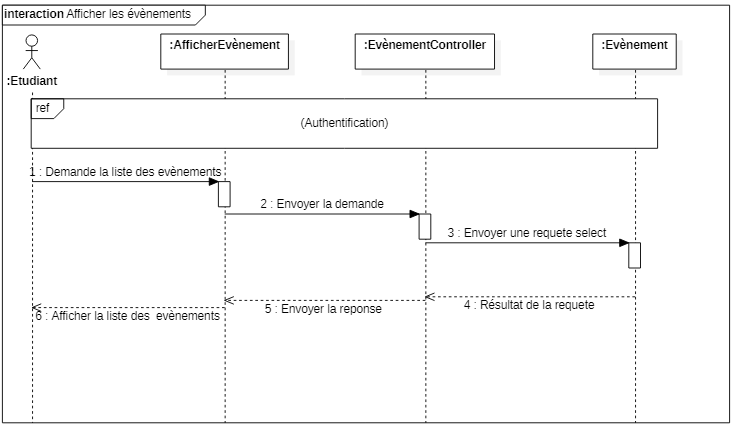 interaction Afficher les évènements
:Etudiant
:AfficherEvènement
:EvènementController
:Evènement
ref
(Authentification)
1 : Demande la liste des evènements
2 : Envoyer la demande
3 : Envoyer une requete select
4 : Résultat de la requete
5 : Envoyer la reponse
6 : Afficher la liste des  evènements